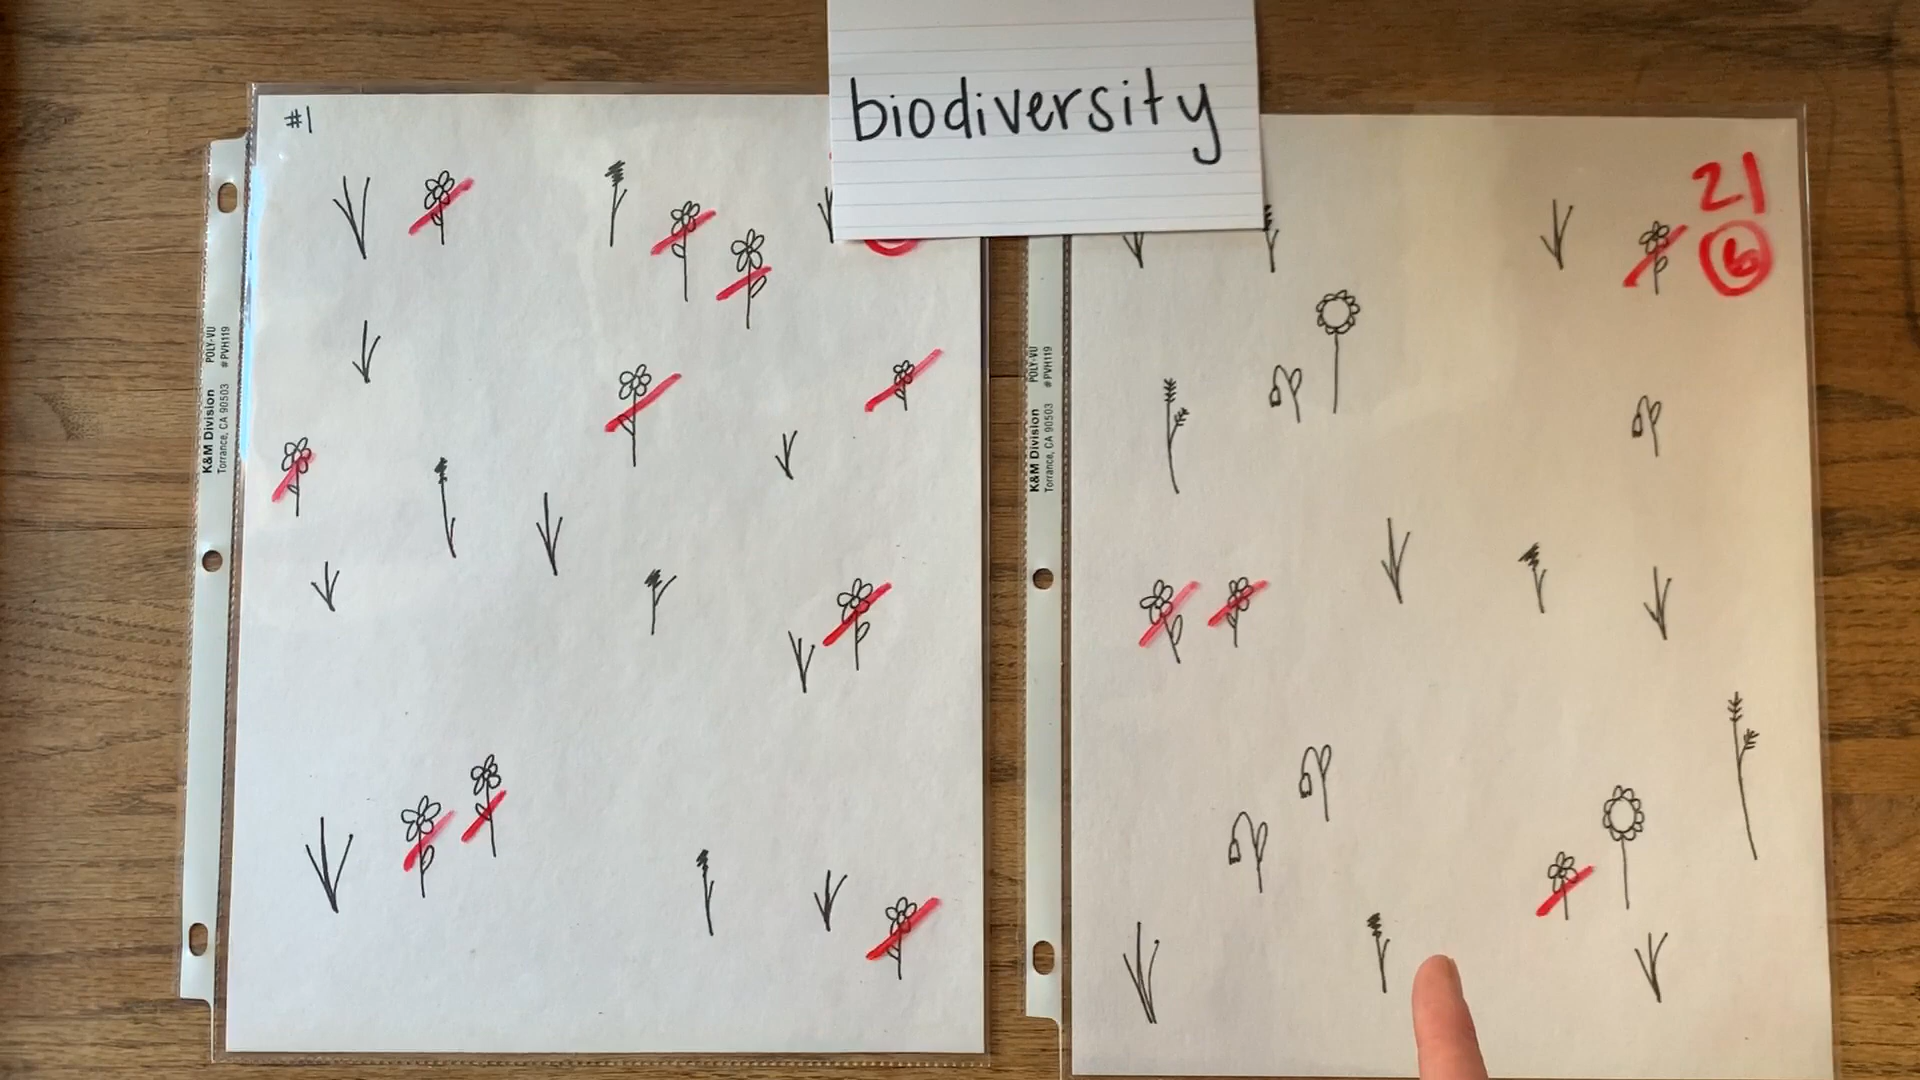 biodiversity
#1
21
6
K&M Division POLY-VU
Torrance, CA 90503 # PVH119
K&M Division POLY-VU
Torrance, CA 90503 # PVH119